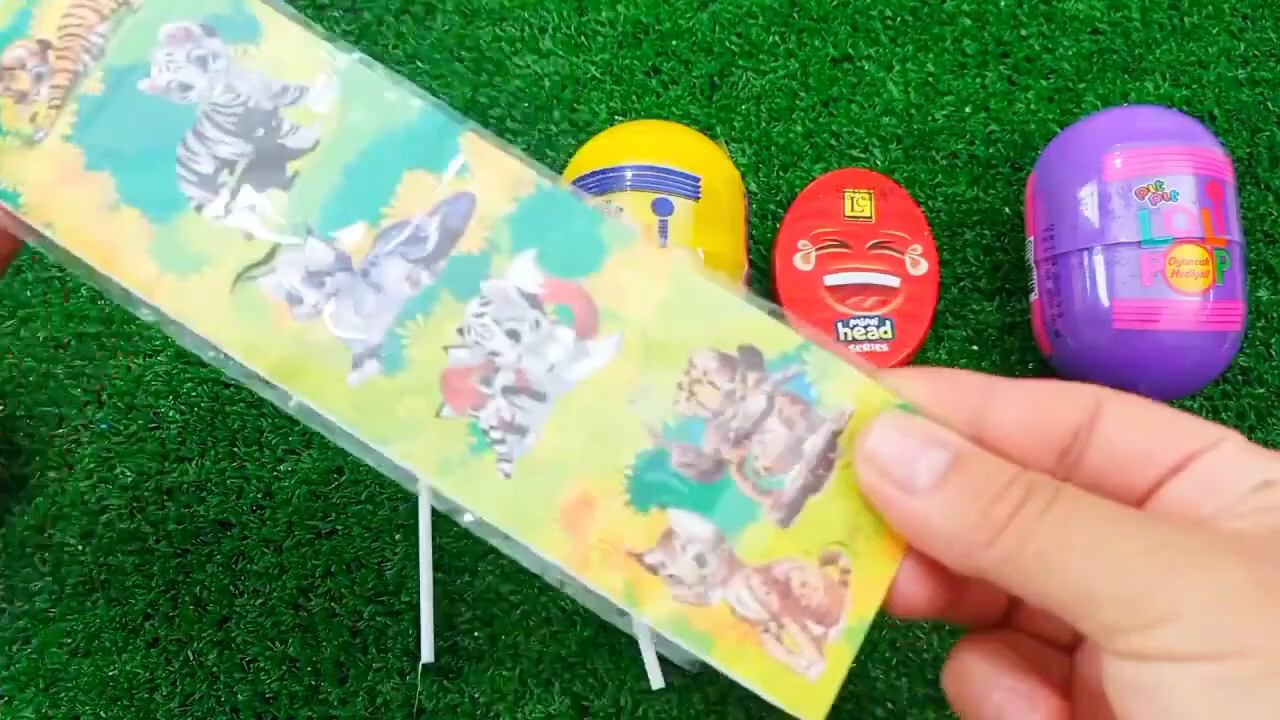 LC
mini
head
SERIES
Pit
Pit
LOLI
POP
Oyuncak
Hediyeli